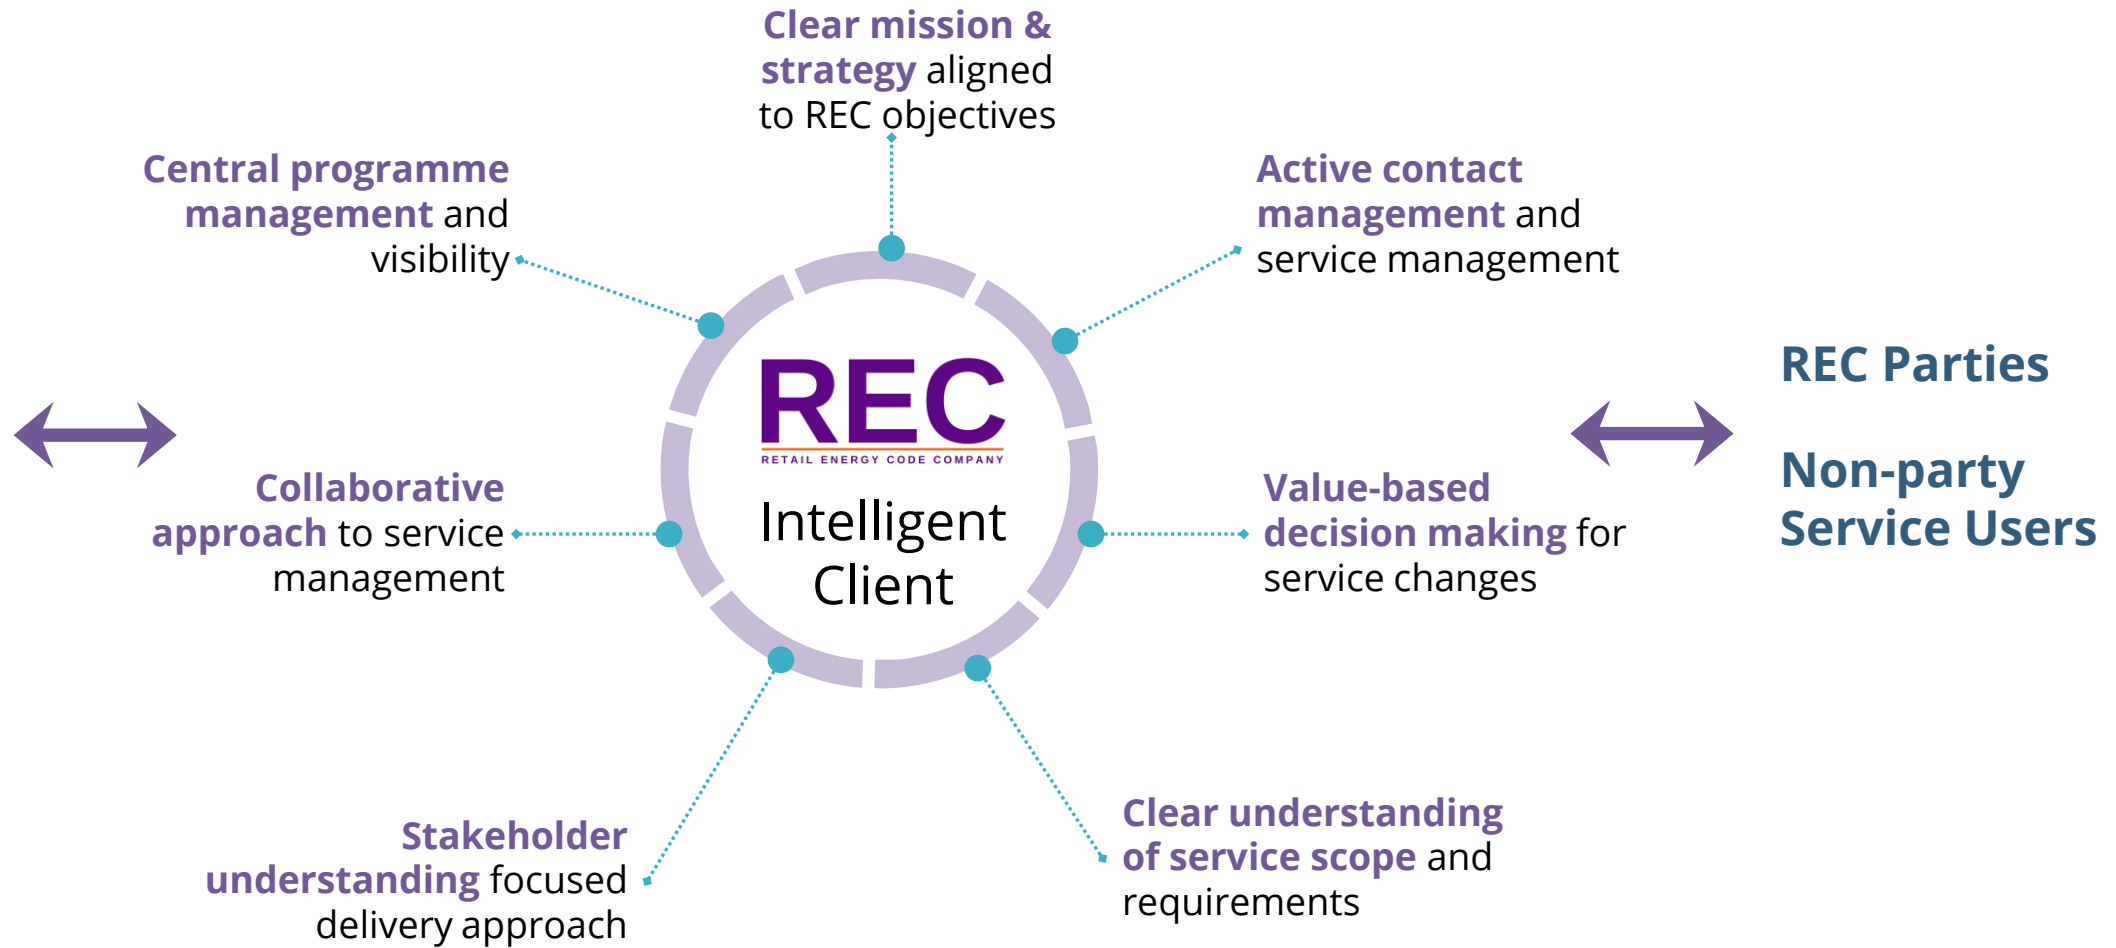 Clear mission &
strategy aligned
to REC objectives
Central programme
management and
visibility
Active contact
management and
service management
REC
RETAIL ENERGY CODE COMPANY
Intelligent
Client
REC Parties
Non-party
Service Users
Collaborative
approach to service
management
Value-based
decision making for
service changes
Stakeholder
understanding focused
delivery approach
Clear understanding
of service scope and
requirements